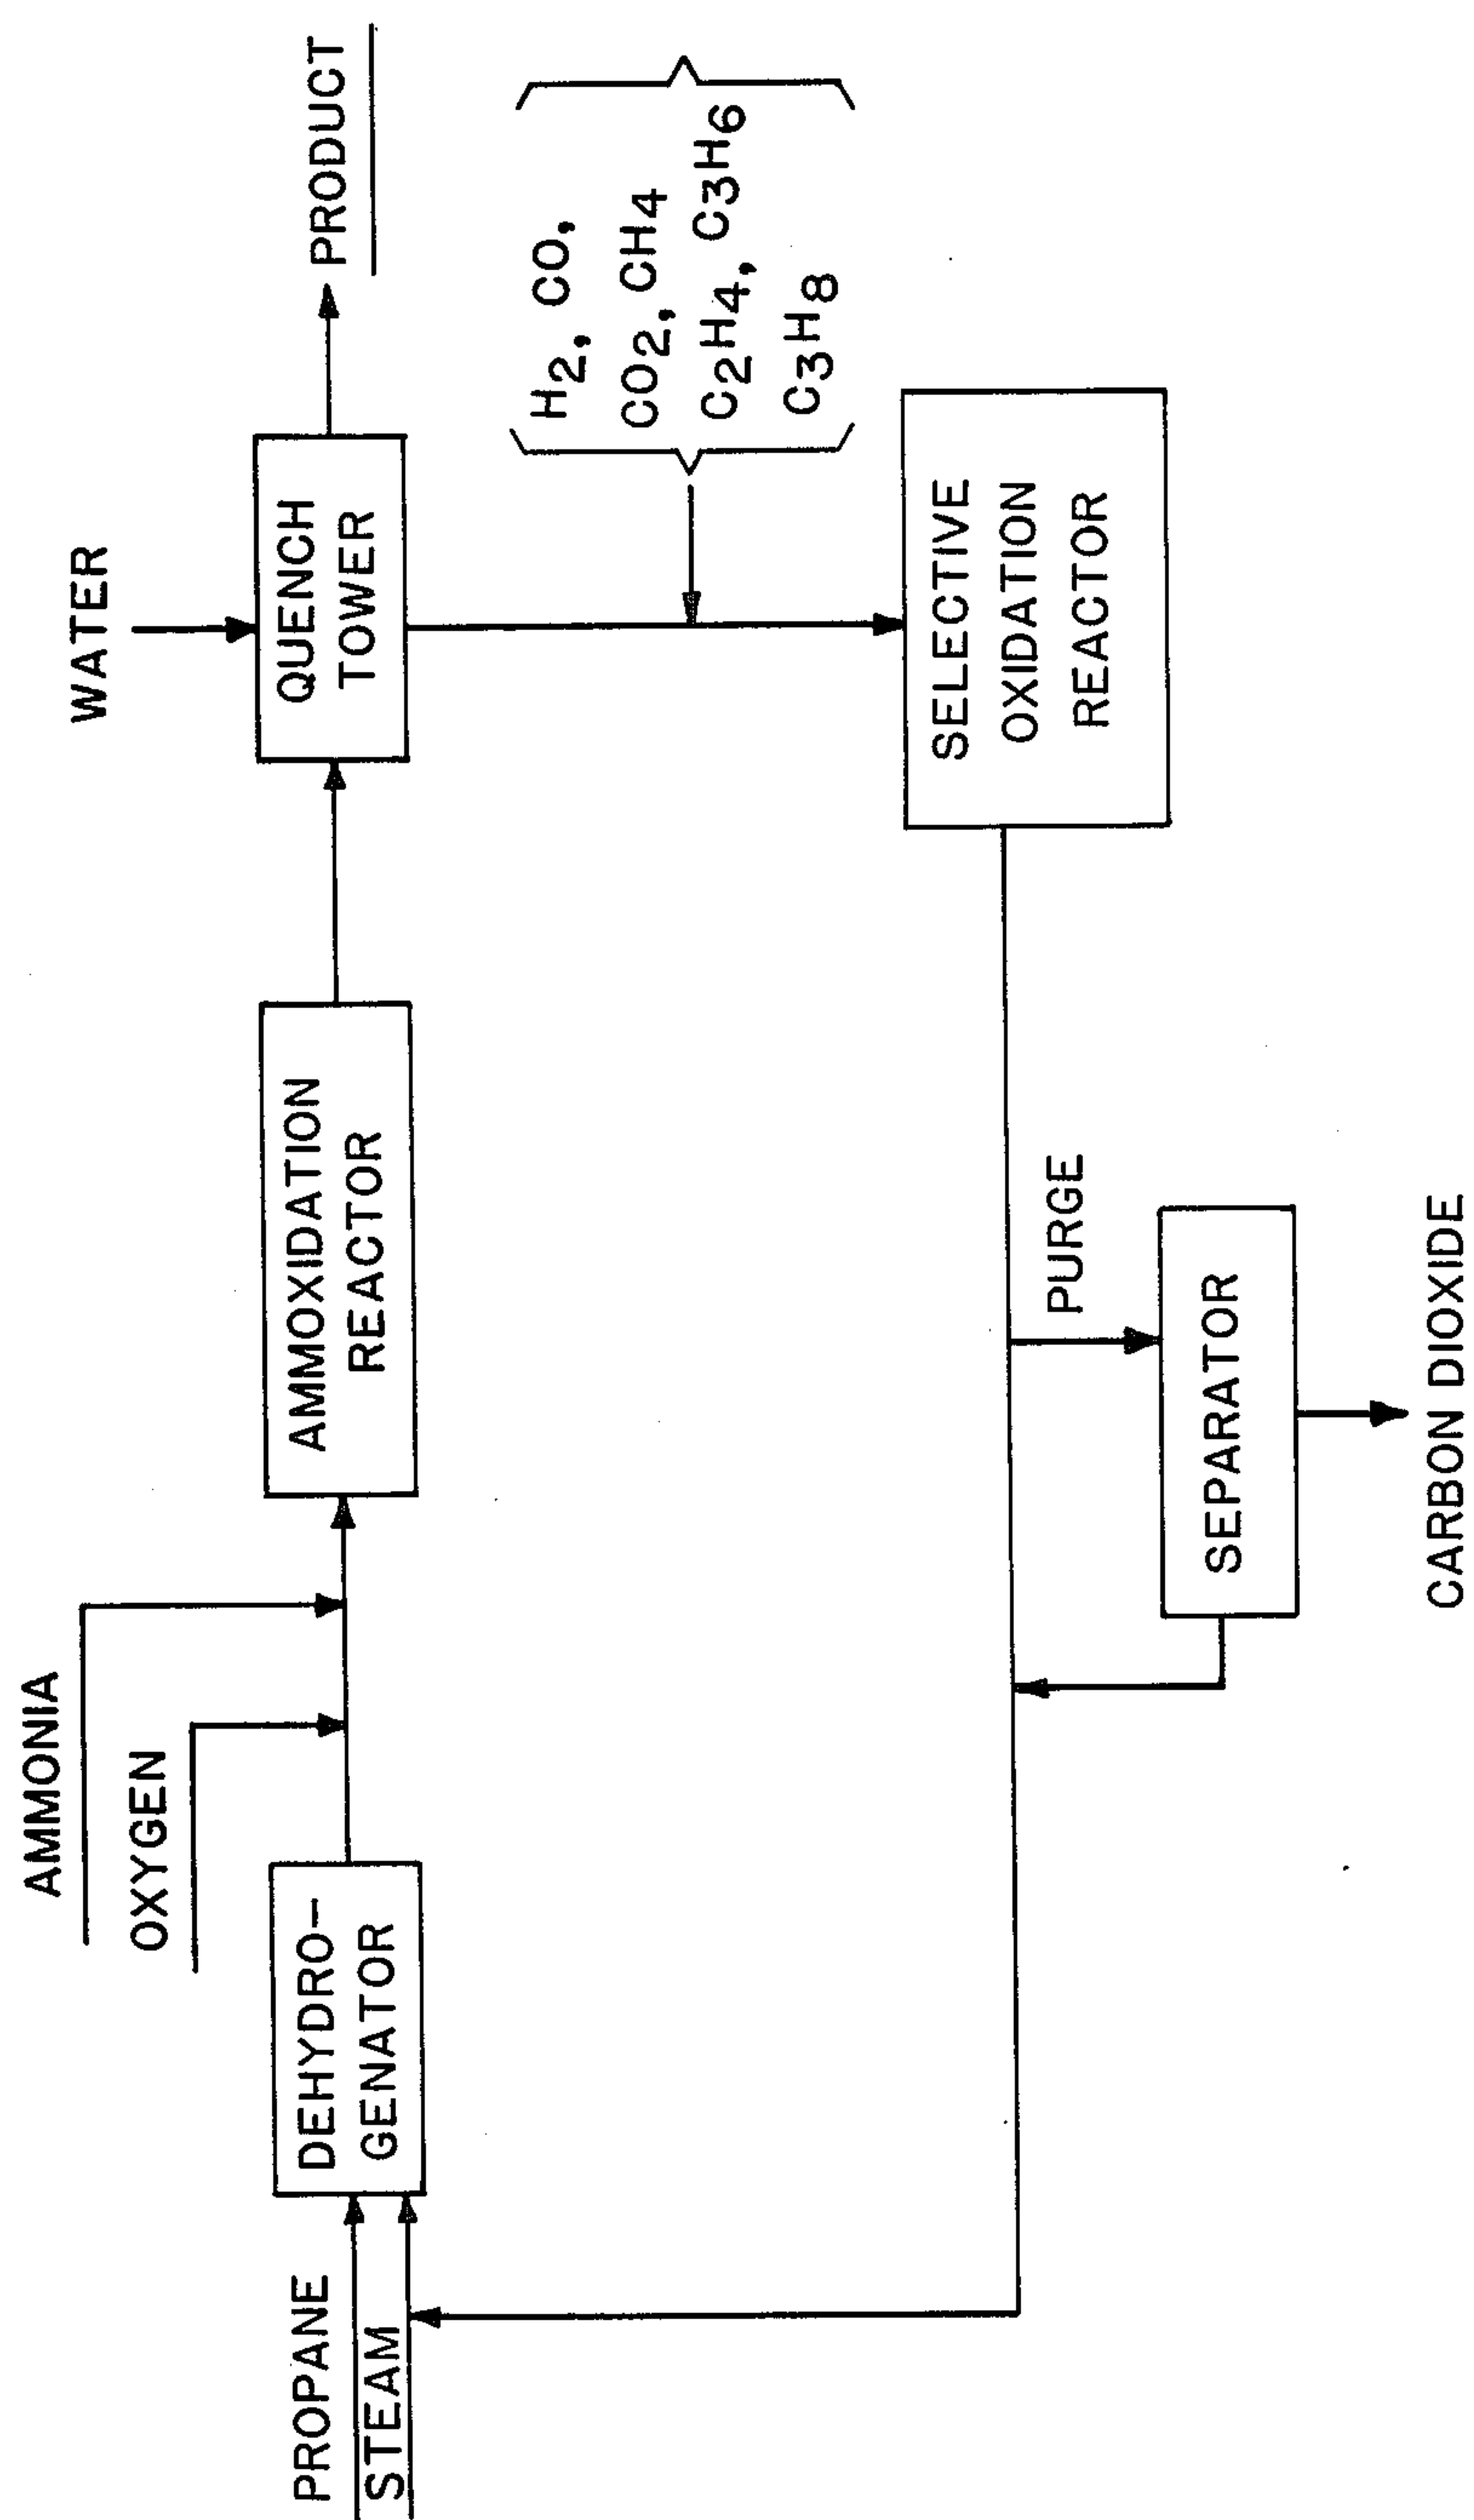 AMMONIA
OXYGEN
WATER
PROPANE
STEAM
DEHYDRO-
GENATOR
AMMOXIDATION
REACTOR
QUENCH
TOWER
PRODUCT
H2, CO,
CO2, CH4
C2H4, C3H6
C3H8
SELECTIVE
OXIDATION
REACTOR
PURGE
SEPARATOR
CARBON DIOXIDE